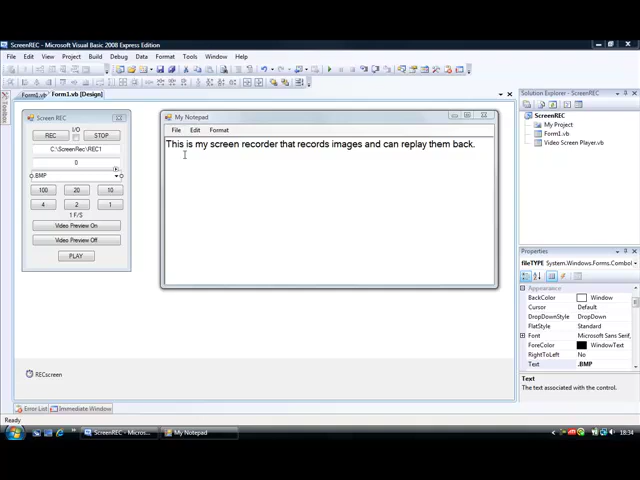 ScreenREC - Microsoft Visual Basic 2008 Express Edition
File Edit View Project Build Debug Data Format Tools Window Help
Form1.vb Form1.vb [Design]
Toolbox
Screen REC
REC I/O STOP
C:\ScreenRec\REC1
0
.BMP
100 20 10
4 2 1
1 F/S
Video Preview On
Video Preview Off
PLAY
My Notepad
File Edit Format
This is my screen recorder that records images and can replay them back.
RECscreen
Solution Explorer - ScreenREC
ScreenREC
My Project
Form1.vb
Video Screen Player.vb
Properties
fileTYPE System.Windows.Forms.Combo
Appearance
BackColor Window
Cursor Default
DropDownStyle DropDown
FlatStyle Standard
Font Microsoft Sans Serif,
ForeColor WindowText
RightToLeft No
Text .BMP
Text
The text associated with the control.
Error List Immediate Window
Ready
ScreenREC - Microso... My Notepad 18:34